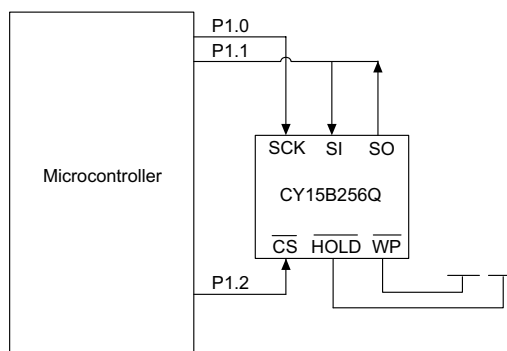 P1.0
P1.1
SCK SI SO
Microcontroller
CY15B256Q
CS HOLD WP
P1.2